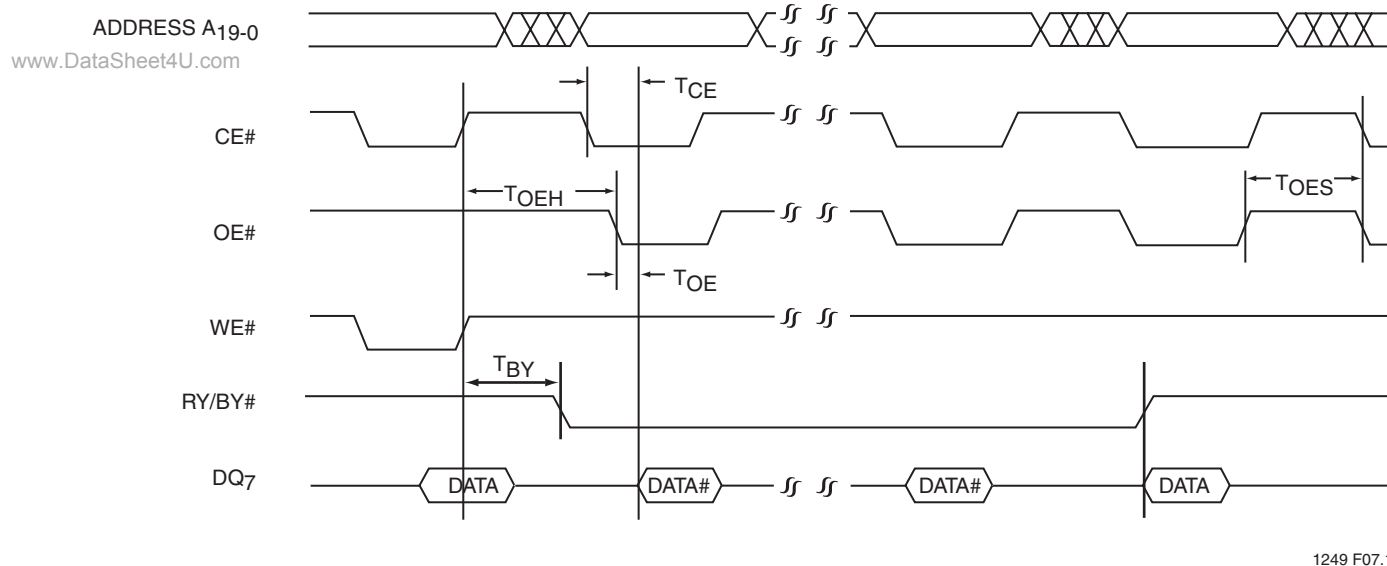 ADDRESS A19-0
www.DataSheet4U.com
TCE
CE#
TOEH
TOES
OE#
TOE
WE#
TBY
RY/BY#
DQ7
DATA
DATA#
DATA#
DATA
1249 F07.1